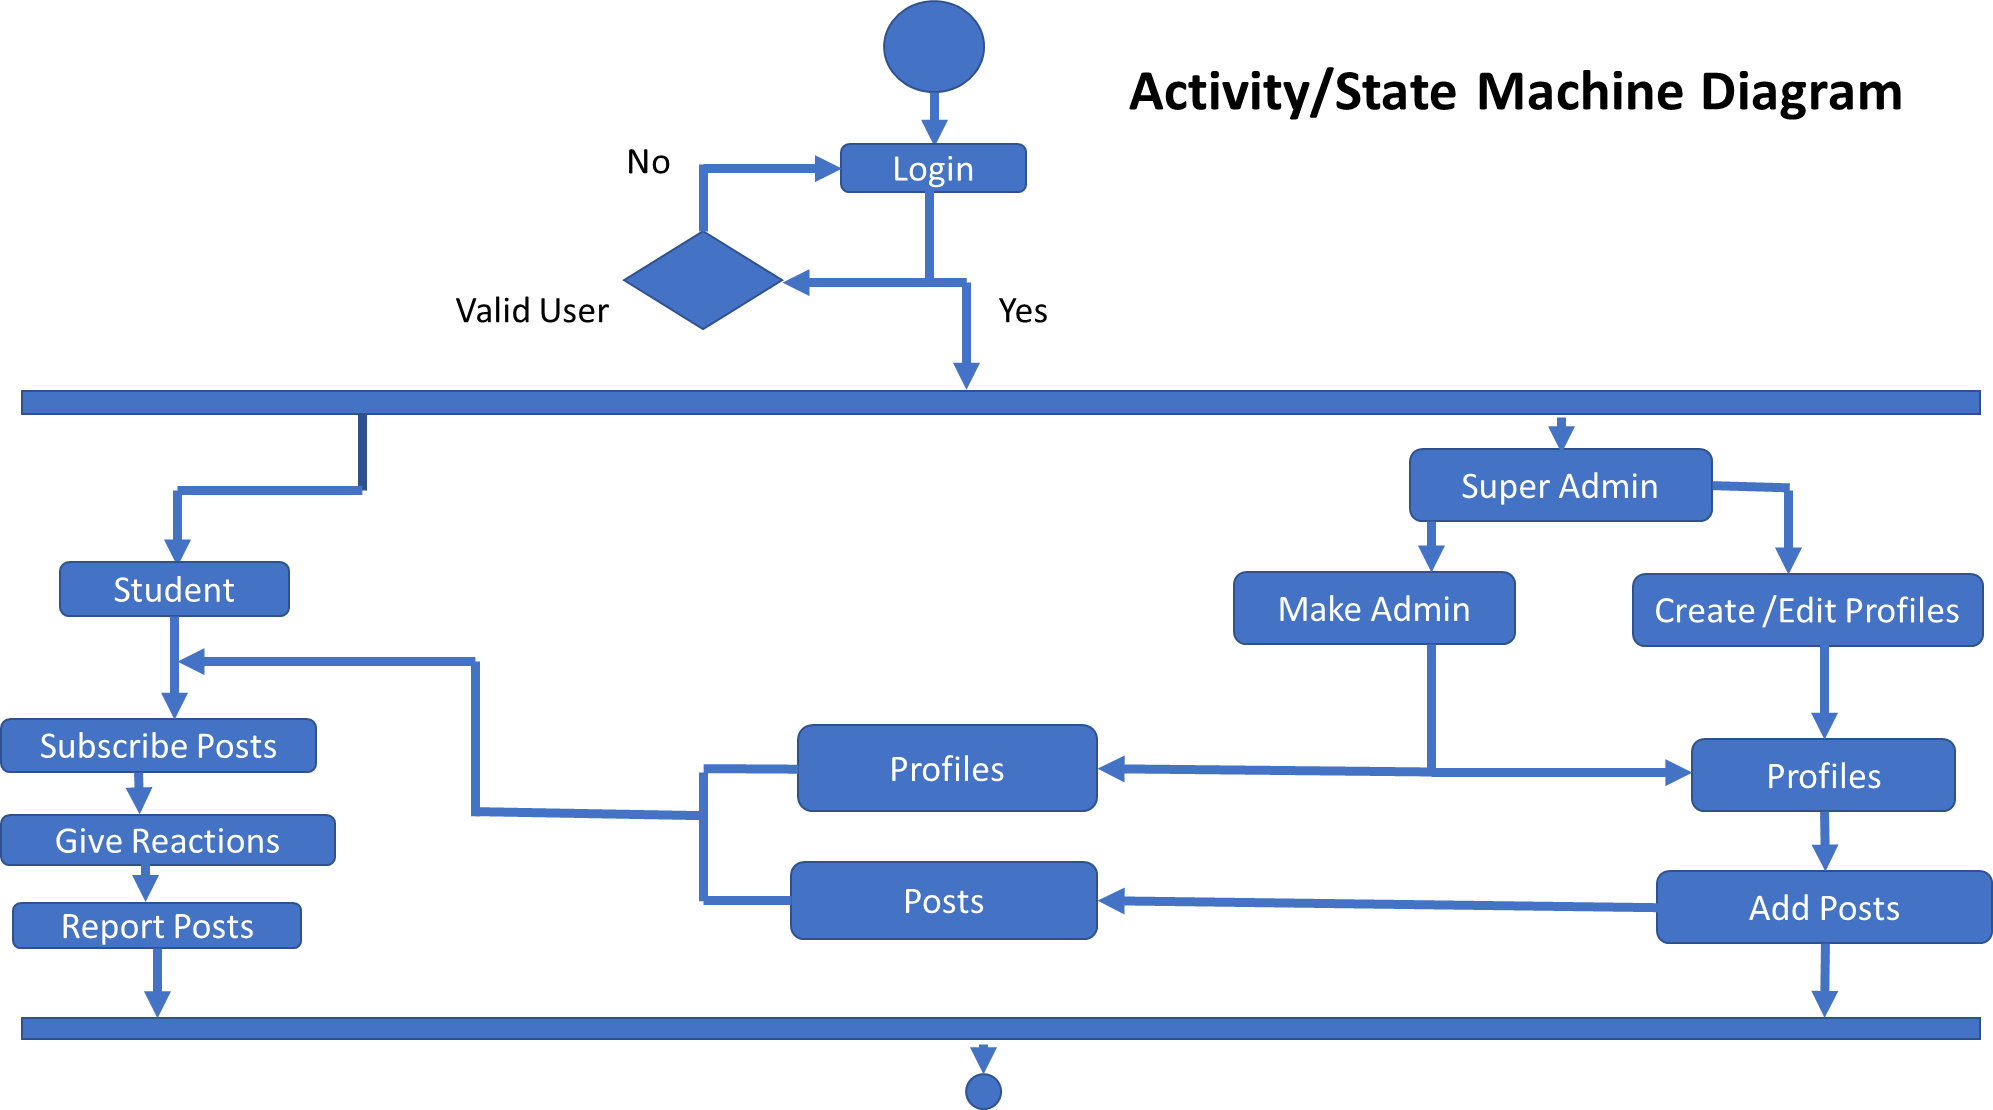 Activity/State Machine Diagram
No
Login
Valid User
Yes
Super Admin
Student
Make Admin
Create /Edit Profiles
Subscribe Posts
Profiles
Profiles
Give Reactions
Posts
Add Posts
Report Posts